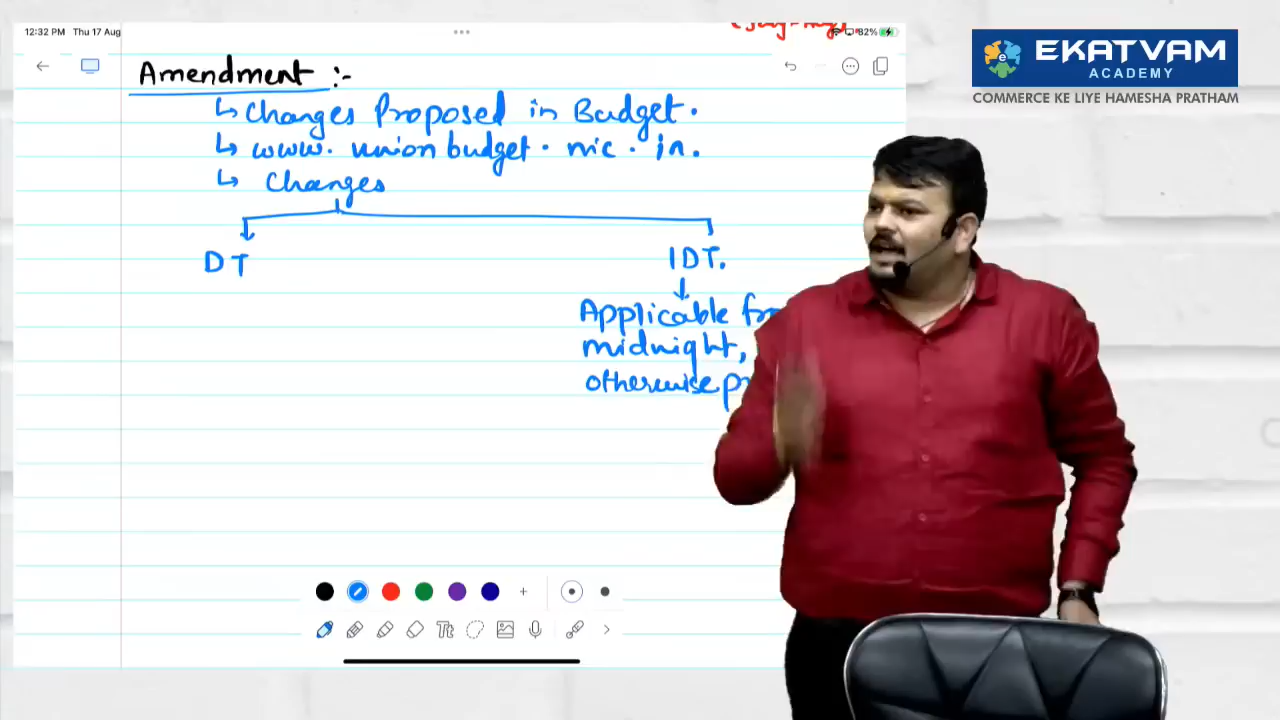 12:32 PM Thu 17 Aug
82%
EKATVAM
ACADEMY
COMMERCE KE LIYE HAMESHA PRATHAM
Amendment :-
↳ Changes Proposed in Budget.
↳ www. union budget. nic. in.
↳ Changes
DT
IDT.
Applicable
midnight,
otherwise
Tt